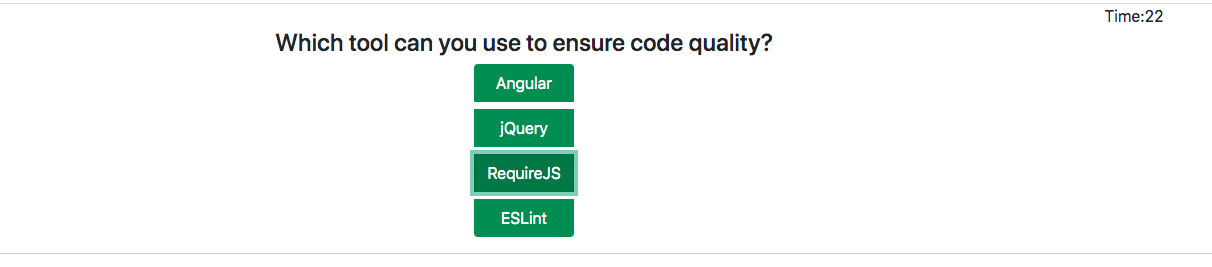 Time:22
Which tool can you use to ensure code quality?
Angular
jQuery
RequireJS
ESLint